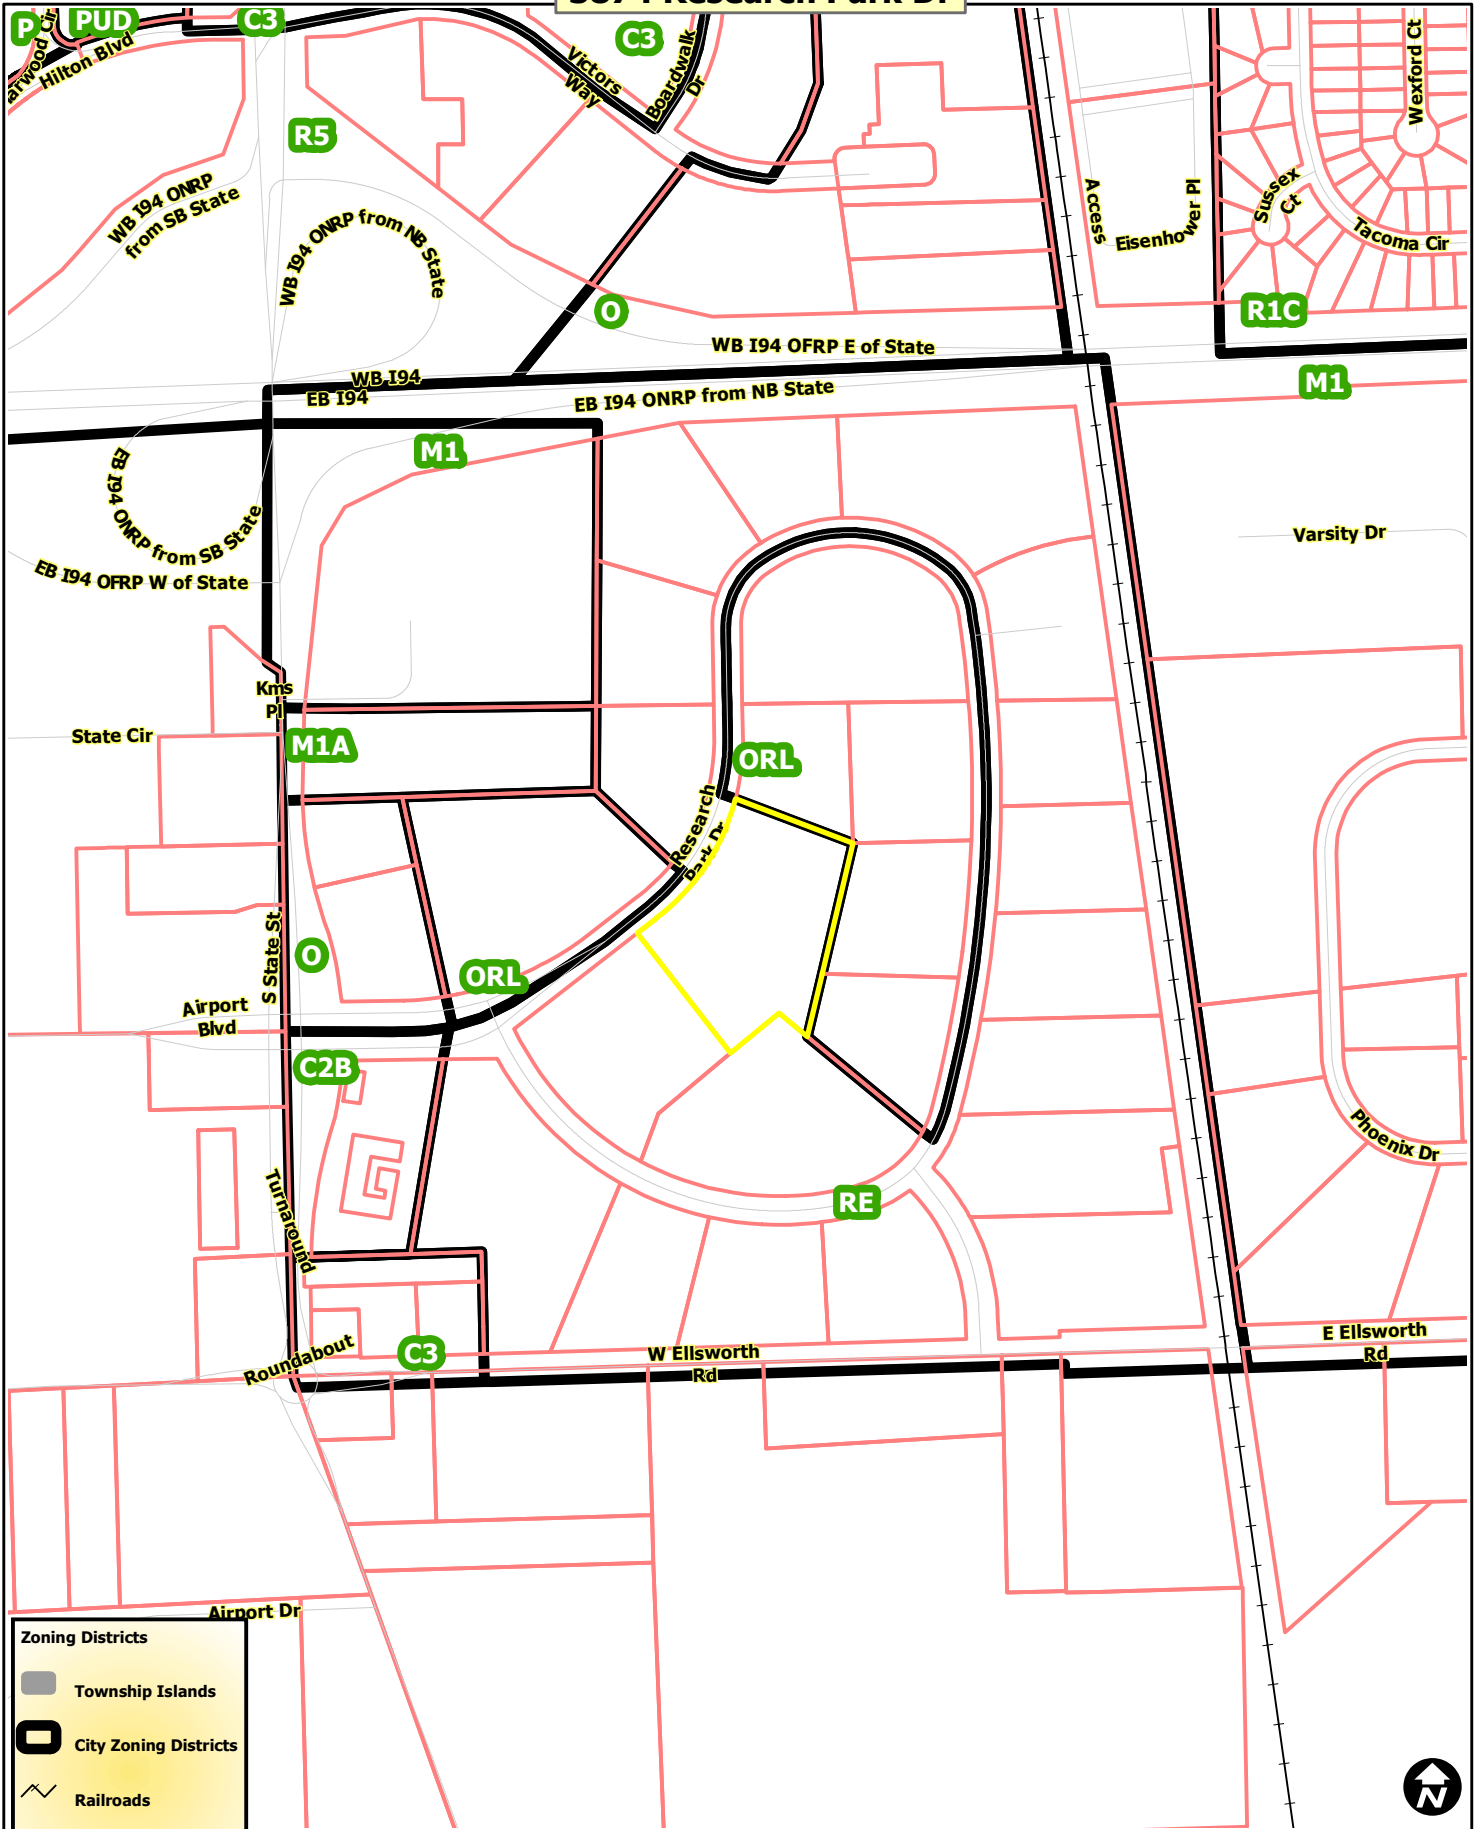 P
PUD
C3
Hilton Blvd
C3
Victors
Way
Boardwalk
Dr
Wexford Ct
R5
WB I94 ONRP
from SB State
WB I94 ONRP from NB State
Access
Eisenhower Pl
Sussex
Ct
Tacoma Cir
O
R1C
WB I94 OFRP E of State
WB I94
EB I94
EB I94 ONRP from NB State
M1
M1
EB I94 ONRP from SB State
Varsity Dr
EB I94 OFRP W of State
Kms
Pl
State Cir
M1A
ORL
Research
Park Dr
S State St
O
ORL
Airport
Blvd
C2B
Phoenix Dr
Turnaround
RE
Roundabout
C3
W Ellsworth
Rd
E Ellsworth
Rd
Airport Dr
Zoning Districts
Township Islands
City Zoning Districts
Railroads
N